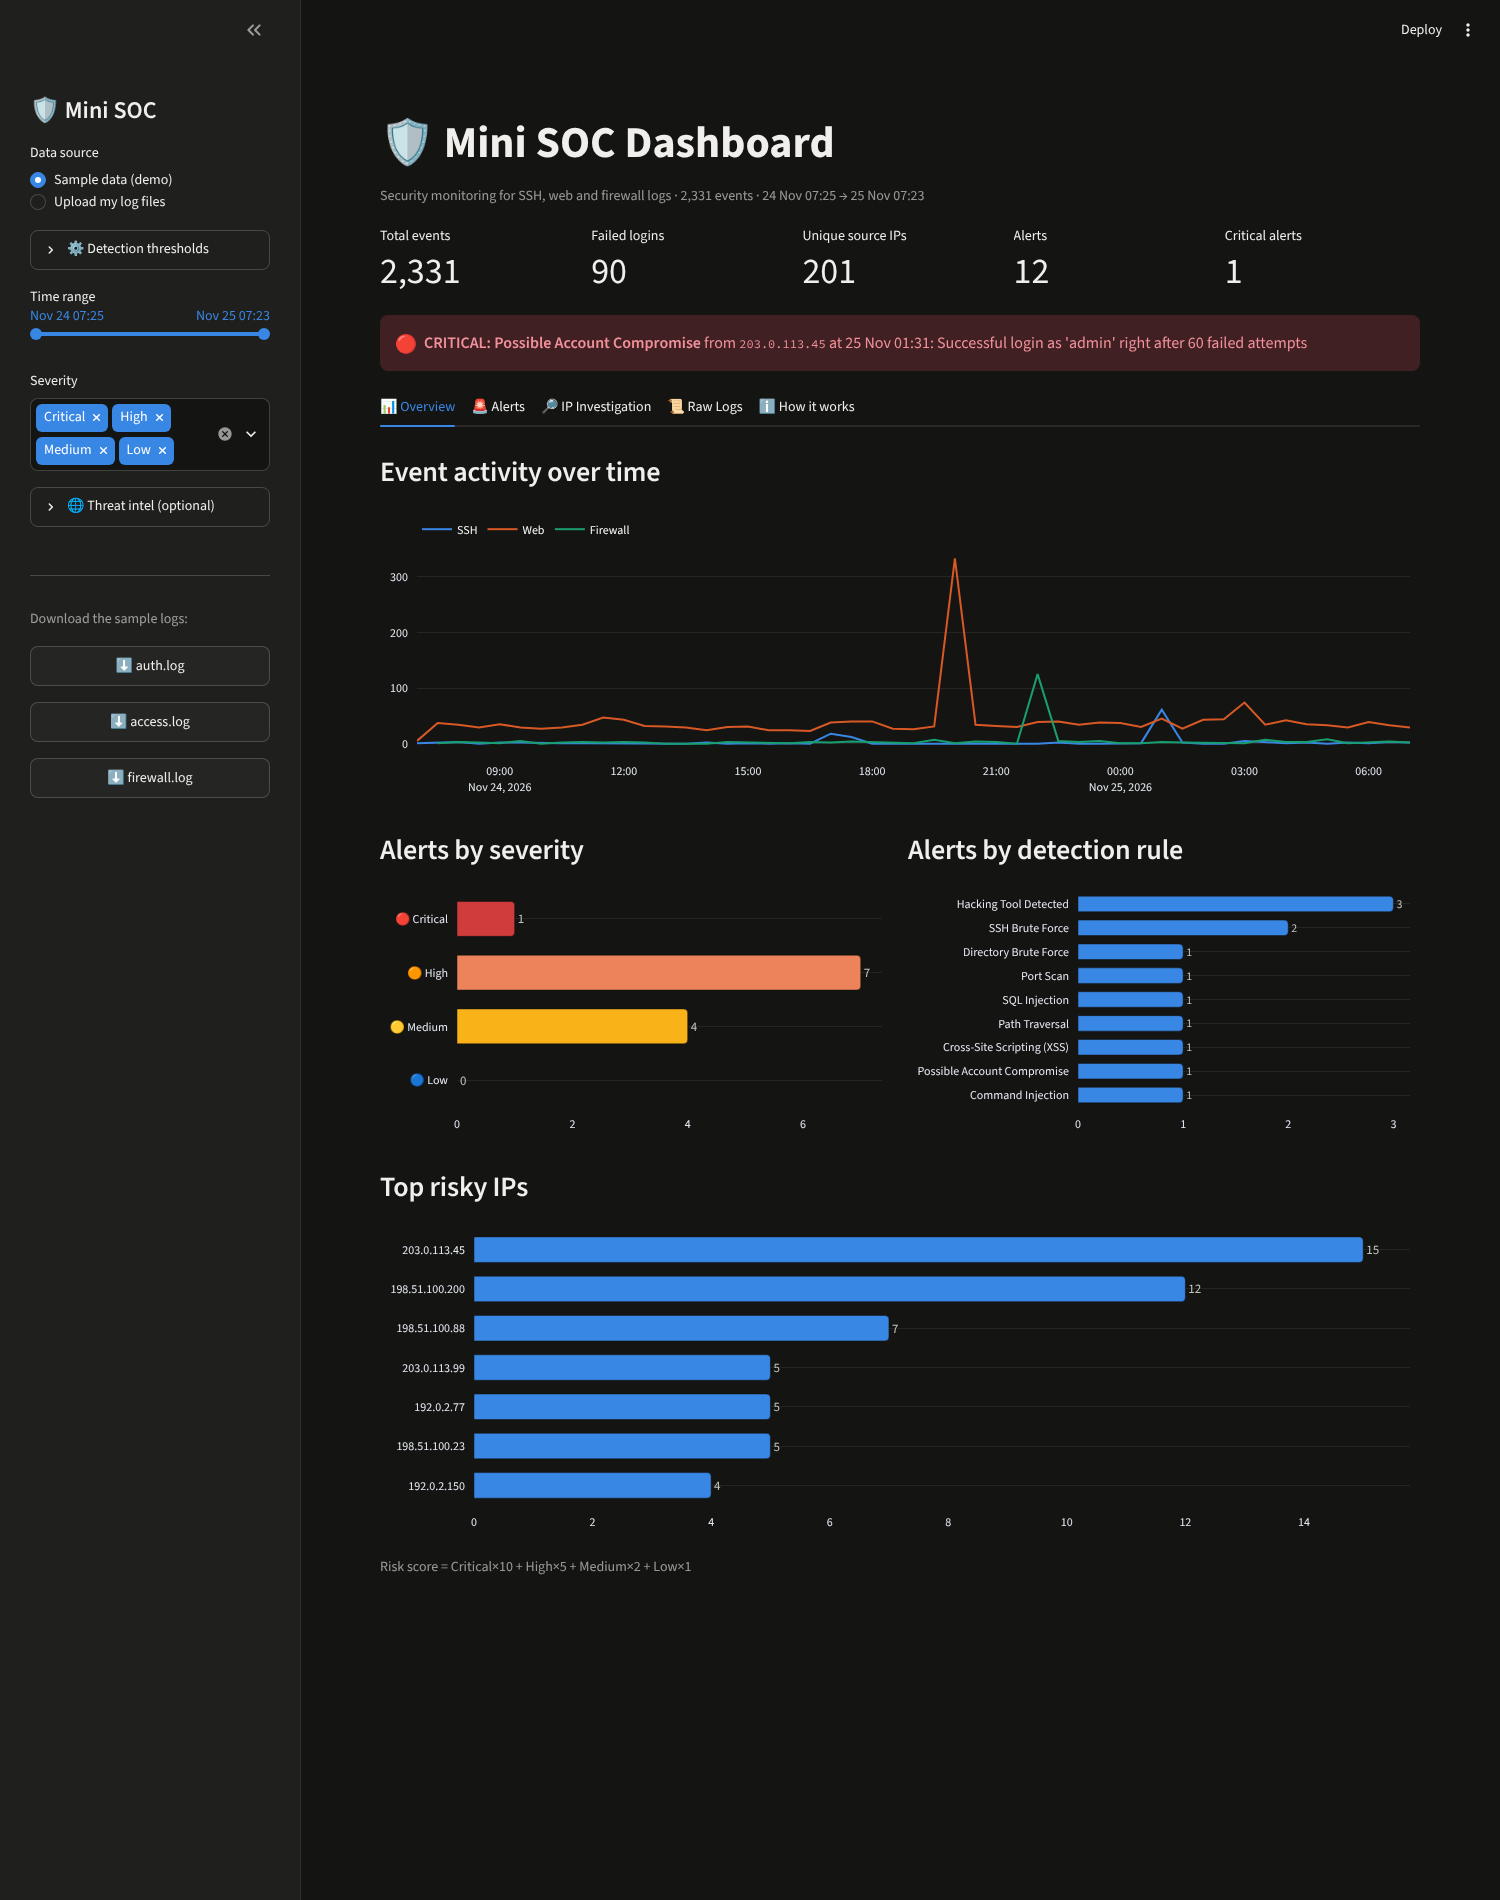 Deploy
🛡️ Mini SOC
Data source
Sample data (demo)
Upload my log files
⚙️ Detection thresholds
Time range
Nov 24 07:25 Nov 25 07:23
Severity
Critical × High ×
Medium × Low ×
🌐 Threat intel (optional)
Download the sample logs:
⬇️ auth.log
⬇️ access.log
⬇️ firewall.log
🛡️ Mini SOC Dashboard
Security monitoring for SSH, web and firewall logs · 2,331 events · 24 Nov 07:25 → 25 Nov 07:23
Total events Failed logins Unique source IPs Alerts Critical alerts
2,331 90 201 12 1
🔴 CRITICAL: Possible Account Compromise from 203.0.113.45 at 25 Nov 01:31: Successful login as 'admin' right after 60 failed attempts
📊 Overview 🚨 Alerts 🔎 IP Investigation 📜 Raw Logs ℹ️ How it works
Event activity over time
SSH Web Firewall
300
200
100
0
09:00 12:00 15:00 18:00 21:00 00:00 03:00 06:00
Nov 24, 2026 Nov 25, 2026
Alerts by severity
🔴 Critical 1
🟠 High 7
🟡 Medium 4
🔵 Low 0
0 2 4 6
Alerts by detection rule
Hacking Tool Detected 3
SSH Brute Force 2
Directory Brute Force 1
Port Scan 1
SQL Injection 1
Path Traversal 1
Cross-Site Scripting (XSS) 1
Possible Account Compromise 1
Command Injection 1
0 1 2 3
Top risky IPs
203.0.113.45 15
198.51.100.200 12
198.51.100.88 7
203.0.113.99 5
192.0.2.77 5
198.51.100.23 5
192.0.2.150 4
0 2 4 6 8 10 12 14
Risk score = Critical×10 + High×5 + Medium×2 + Low×1